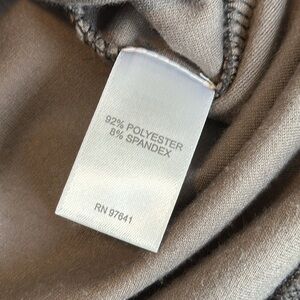 92% POLYESTER
8% SPANDEX
RN 97641